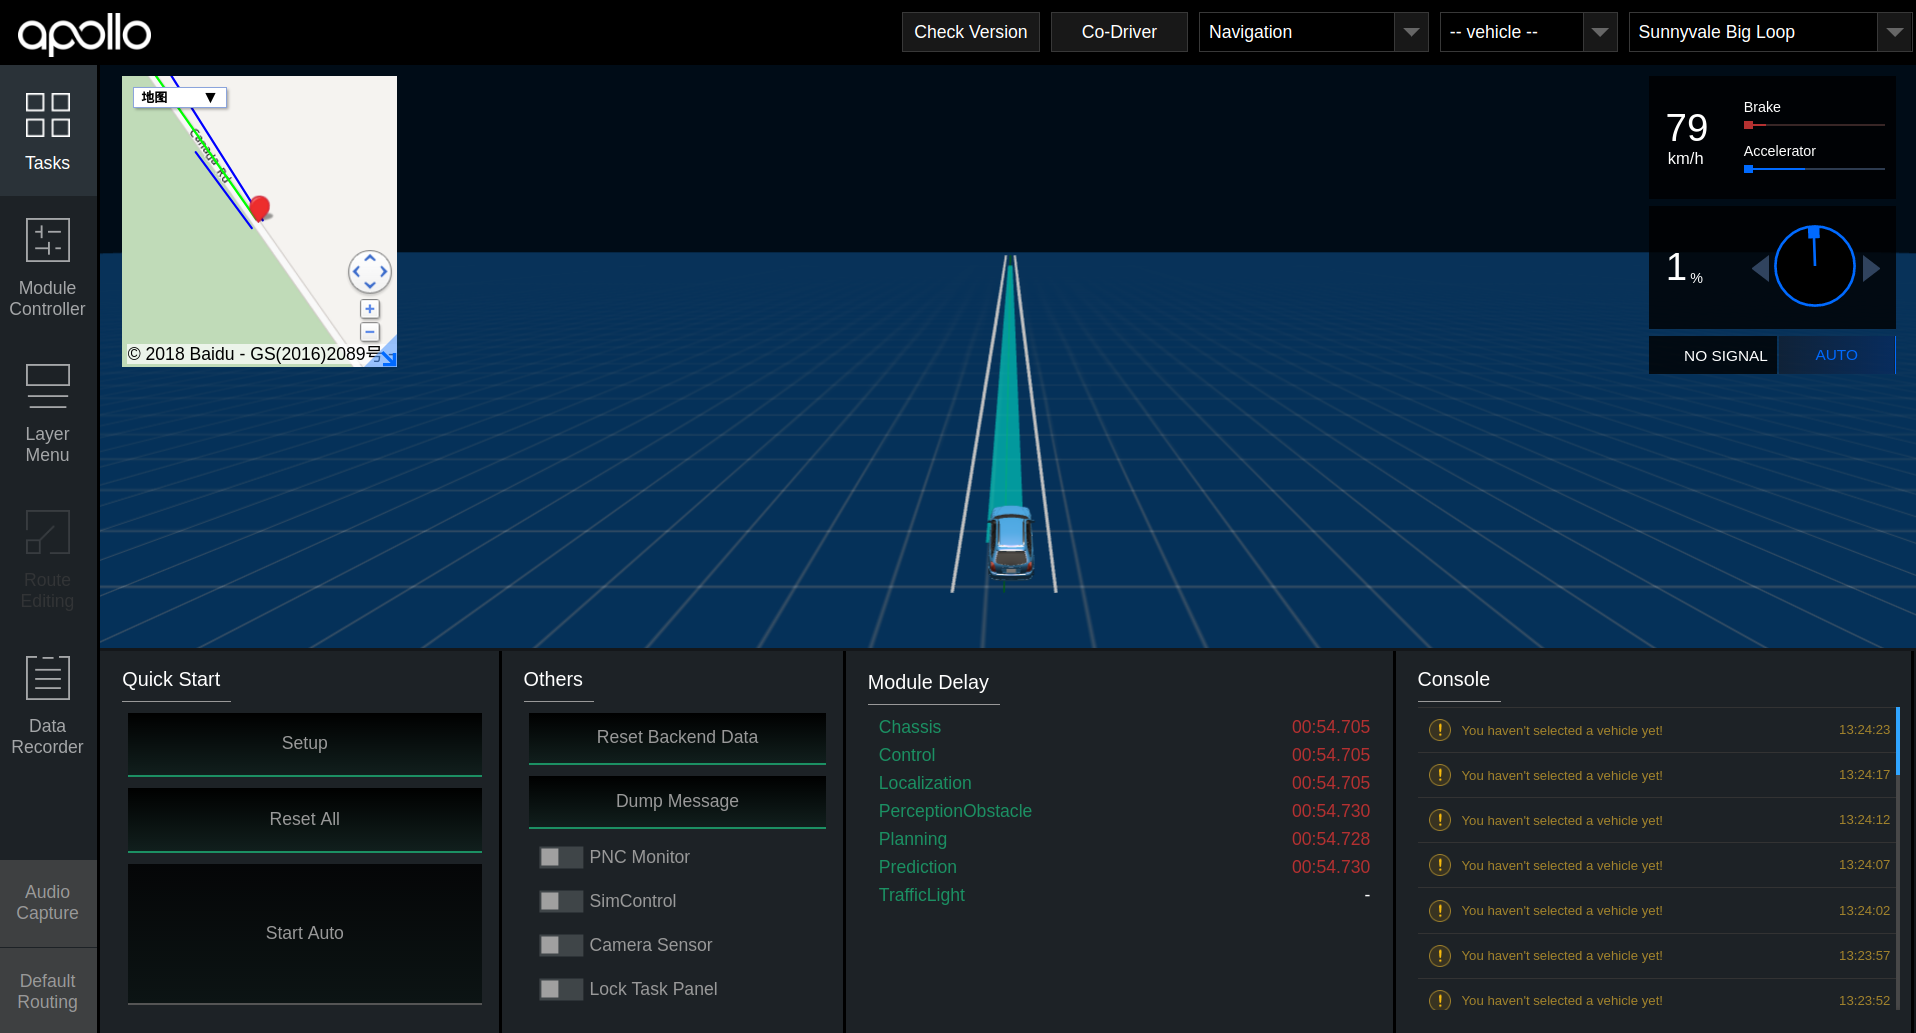 apollo
Check Version
Co-Driver
Navigation
-- vehicle --
Sunnyvale Big Loop
Tasks
Module
Controller
Layer
Menu
Route
Editing
Data
Recorder
Audio
Capture
Default
Routing
地图 ▼
Canada Rd
© 2018 Baidu - GS(2016)2089号
79
km/h
Brake
Accelerator
1 %
NO SIGNAL
AUTO
Quick Start
Setup
Reset All
Start Auto
Others
Reset Backend Data
Dump Message
PNC Monitor
SimControl
Camera Sensor
Lock Task Panel
Module Delay
Chassis 00:54.705
Control 00:54.705
Localization 00:54.705
PerceptionObstacle 00:54.730
Planning 00:54.728
Prediction 00:54.730
TrafficLight -
Console
You haven't selected a vehicle yet! 13:24:23
You haven't selected a vehicle yet! 13:24:17
You haven't selected a vehicle yet! 13:24:12
You haven't selected a vehicle yet! 13:24:07
You haven't selected a vehicle yet! 13:24:02
You haven't selected a vehicle yet! 13:23:57
You haven't selected a vehicle yet! 13:23:52